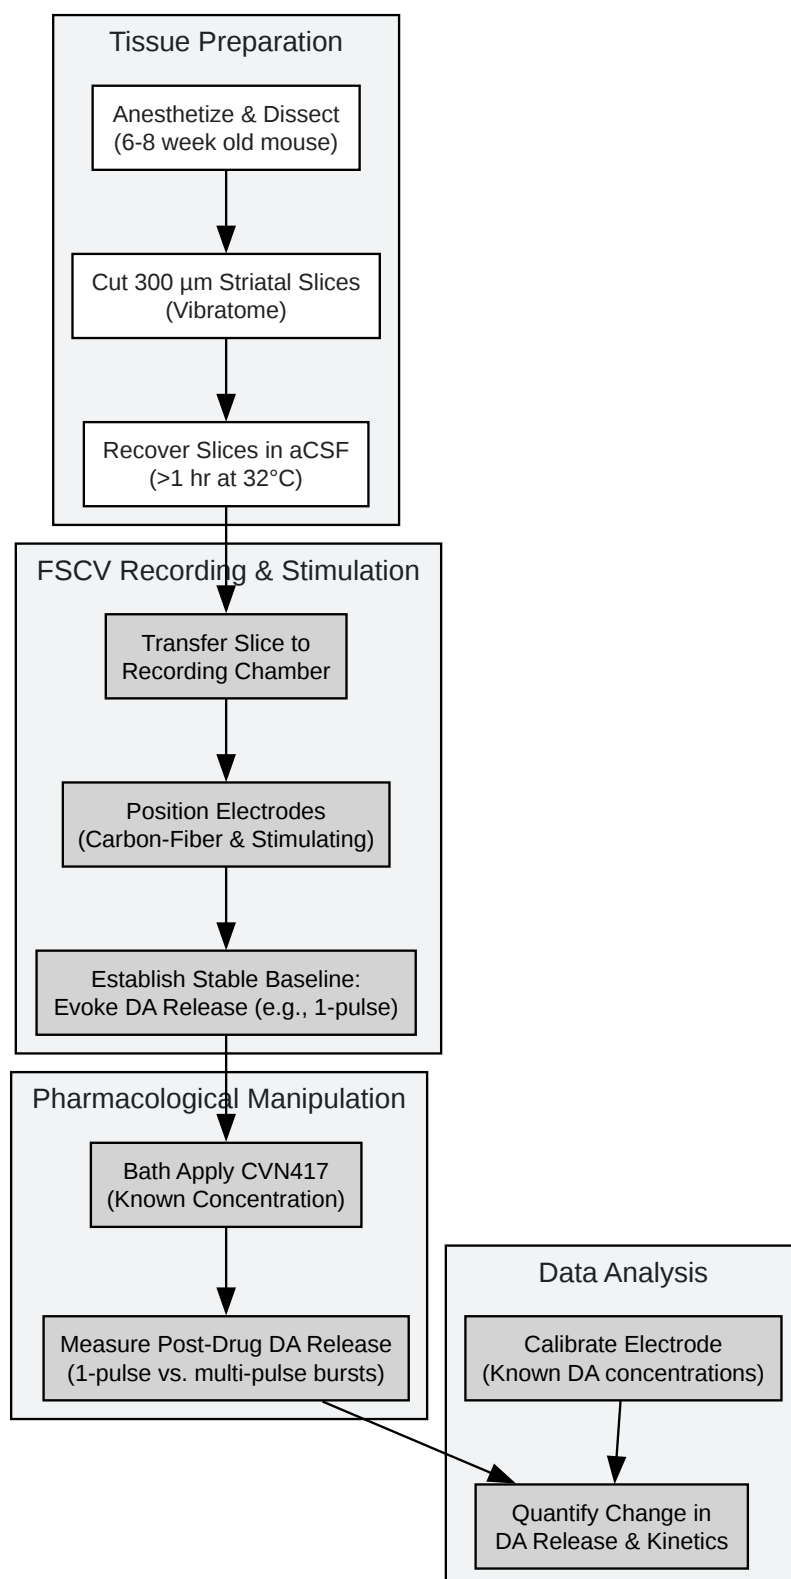 Tissue Preparation
Anesthetize & Dissect
(6-8 week old mouse)
Cut 300 µm Striatal Slices
(Vibratome)
Recover Slices in aCSF
(>1 hr at 32°C)
FSCV Recording & Stimulation
Transfer Slice to
Recording Chamber
Position Electrodes
(Carbon-Fiber & Stimulating)
Establish Stable Baseline:
Evoke DA Release (e.g., 1-pulse)
Pharmacological Manipulation
Bath Apply CVN417
(Known Concentration)
Measure Post-Drug DA Release
(1-pulse vs. multi-pulse bursts)
Data Analysis
Calibrate Electrode
(Known DA concentrations)
Quantify Change in
DA Release & Kinetics